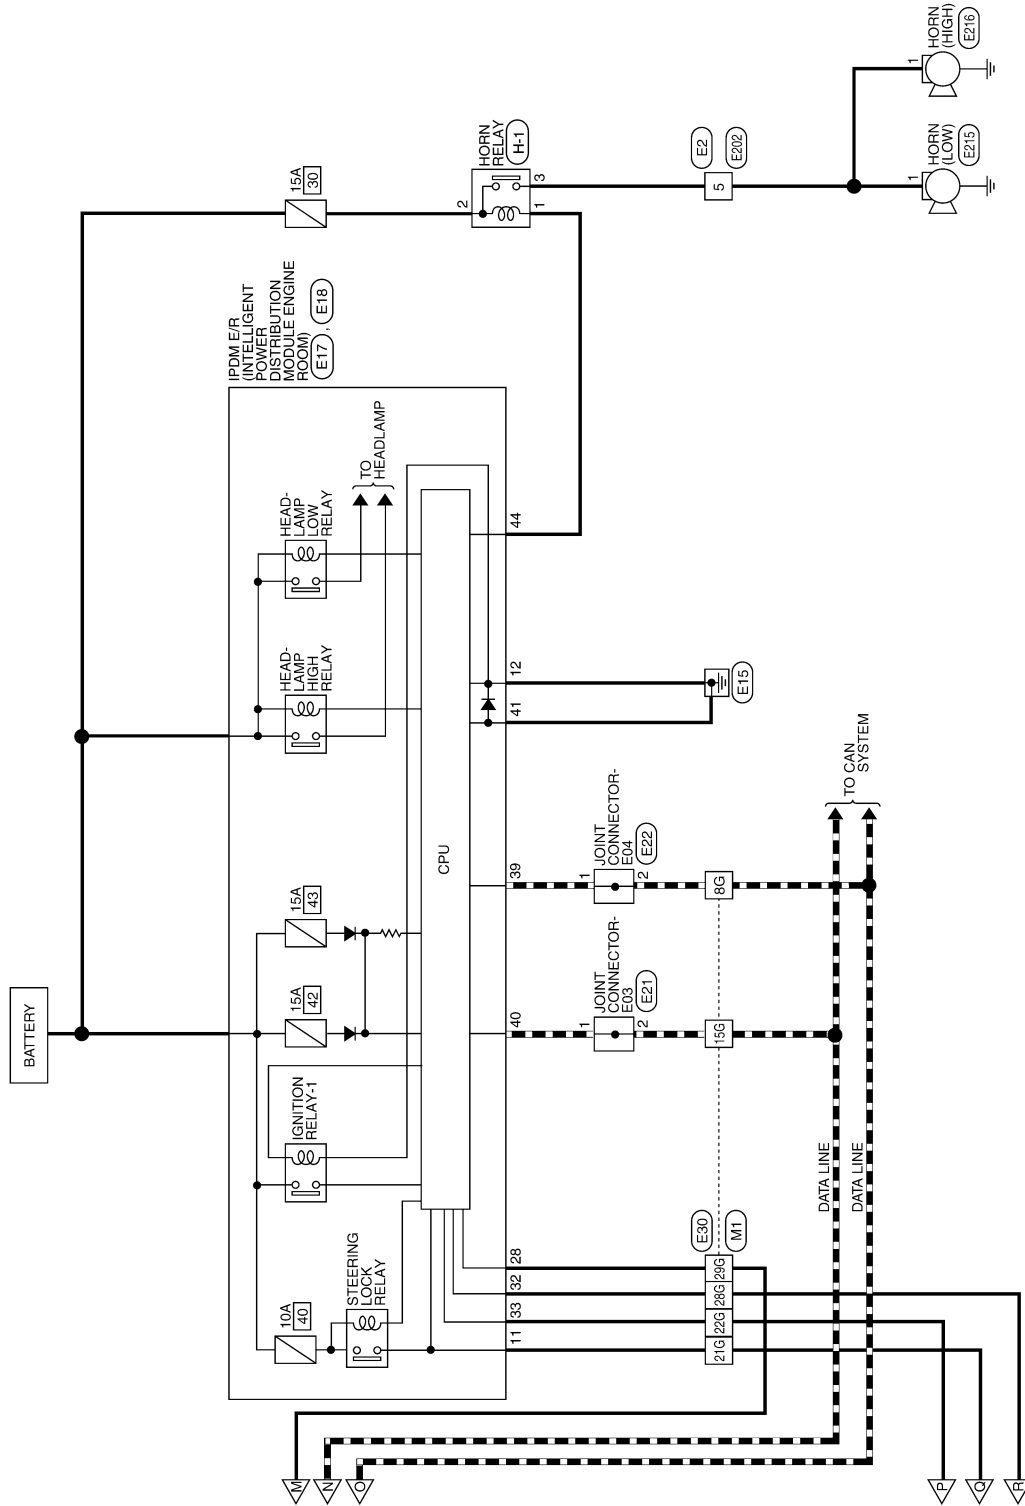 BATTERY
15A
30
HORN
RELAY
H-1
2
3
1
E2
E202
5
HORN
(HIGH)
E216
1
HORN
(LOW)
E215
1
IPDM E/R
(INTELLIGENT
POWER
DISTRIBUTION
MODULE ENGINE
ROOM)
E17 , E18
TO
HEADLAMP
HEAD-
LAMP
LOW
RELAY
HEAD-
LAMP
HIGH
RELAY
15A
43
15A
42
IGNITION
RELAY-1
10A
40
STEERING
LOCK
RELAY
CPU
44
12
41
39
40
28
32
33
11
E15
JOINT
CONNECTOR-
E04
E22
1
2
JOINT
CONNECTOR-
E03
E21
1
2
8G
15G
E30
M1
29G
28G
22G
21G
TO CAN
SYSTEM
DATA LINE
DATA LINE
M
N
O
P
Q
R